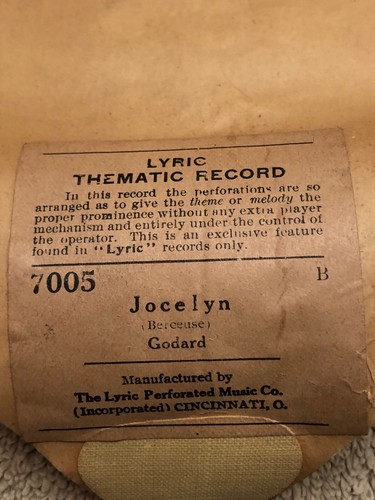 LYRIC
THEMATIC RECORD
In this record the perforations are so
arranged as to give the theme or melody the
proper prominence without any extra player
mechanism and entirely under the control of
the operator. This is an exclusive feature
found in "Lyric" records only.
7005 B
Jocelyn
(Berceuse)
Godard
Manufactured by
The Lyric Perforated Music Co.
(Incorporated) CINCINNATI, O.